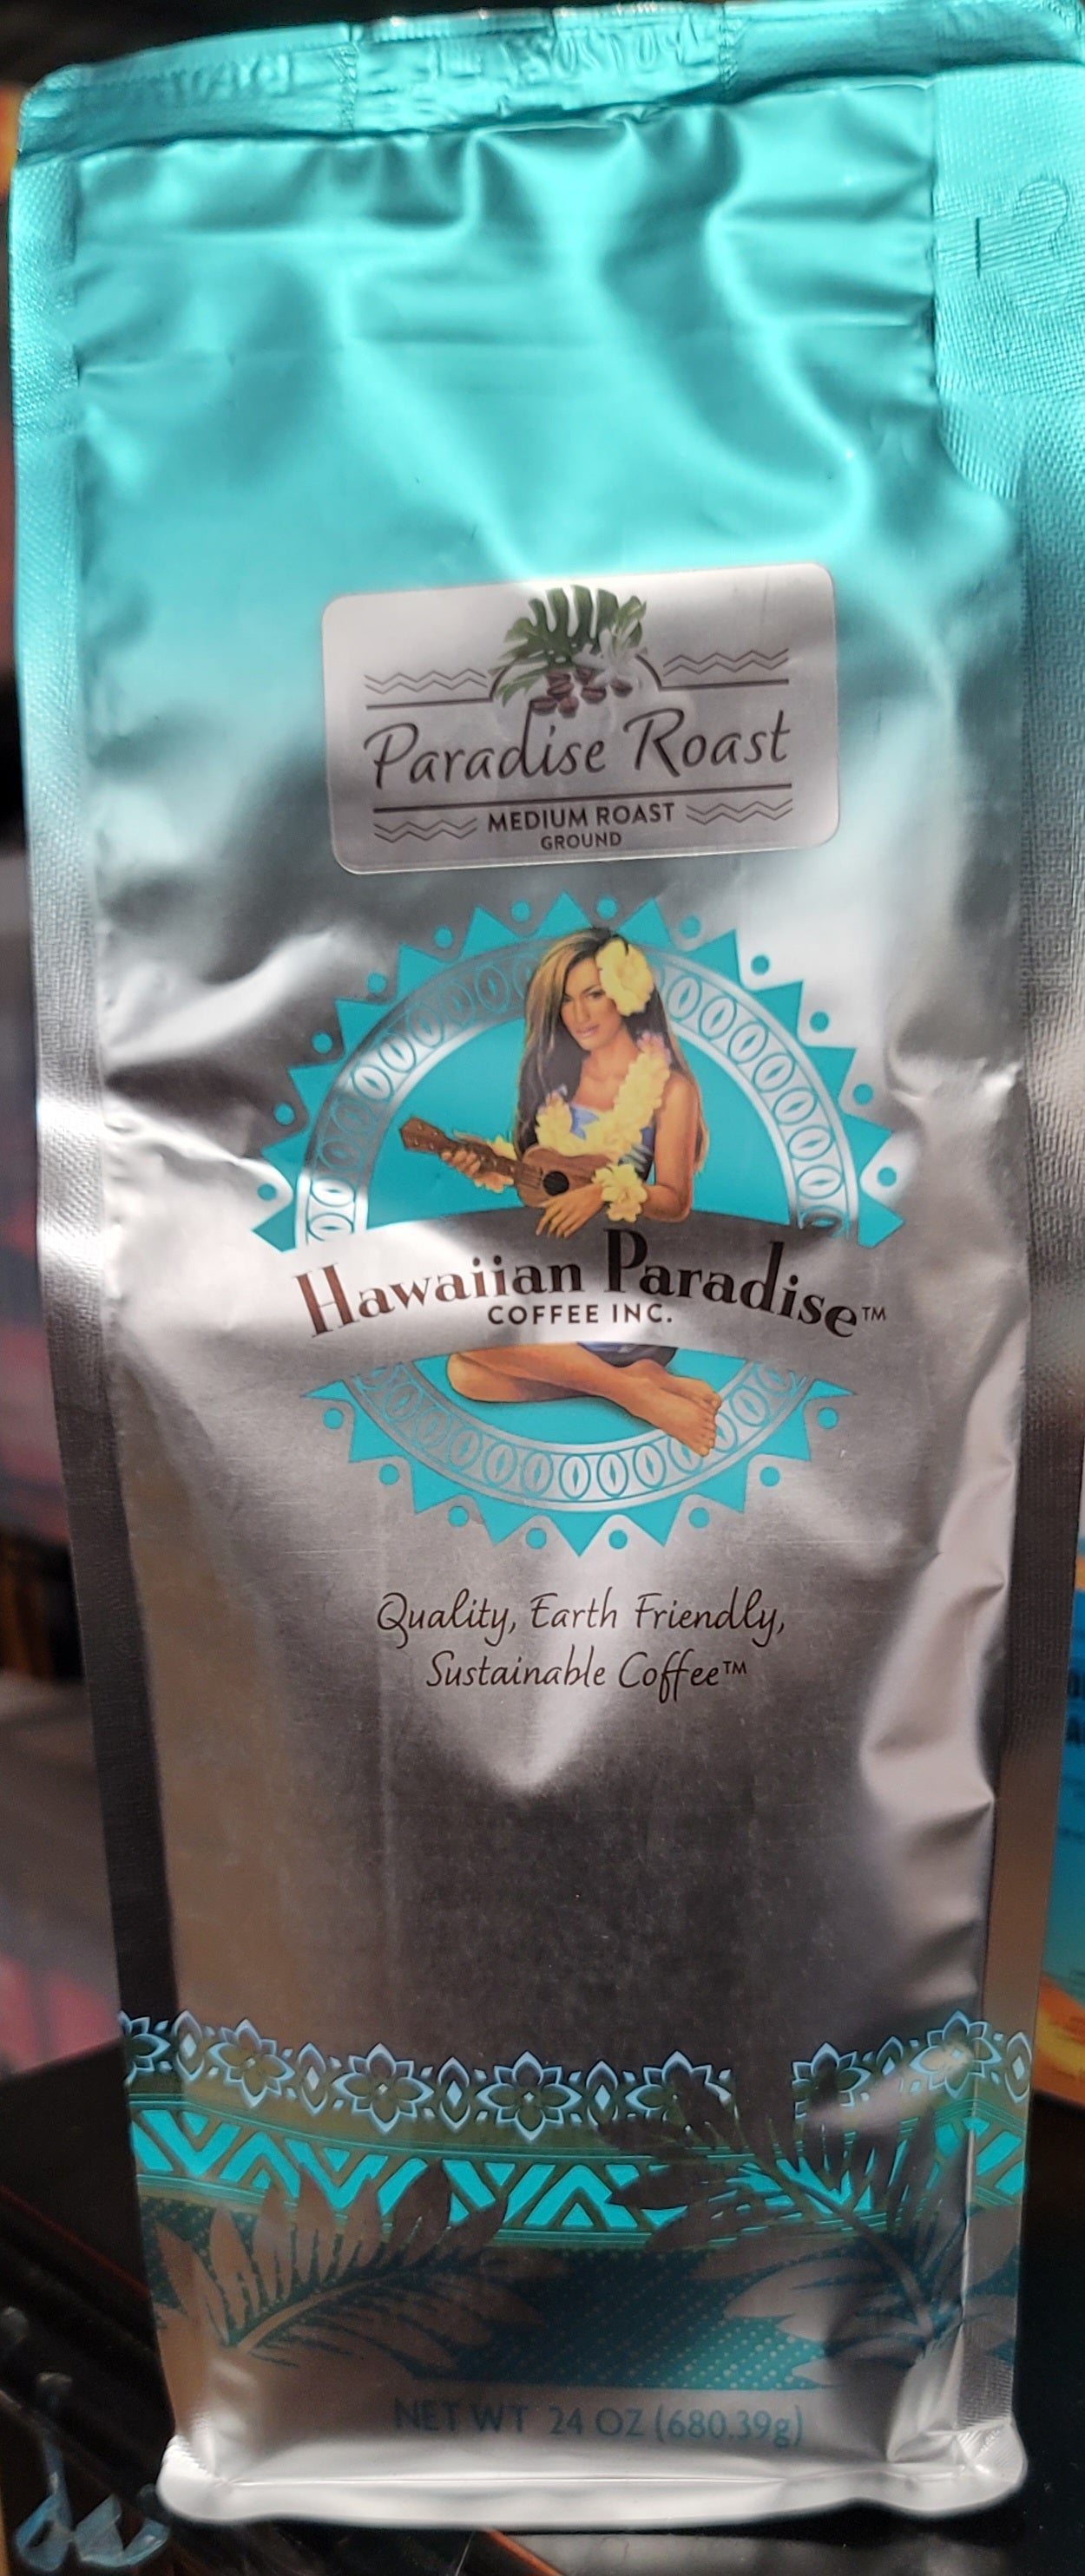 Paradise Roast
MEDIUM ROAST
GROUND
Hawaiian Paradise™
COFFEE INC.
Quality, Earth Friendly,
Sustainable Coffee™
NET WT 24 OZ (680.39g)